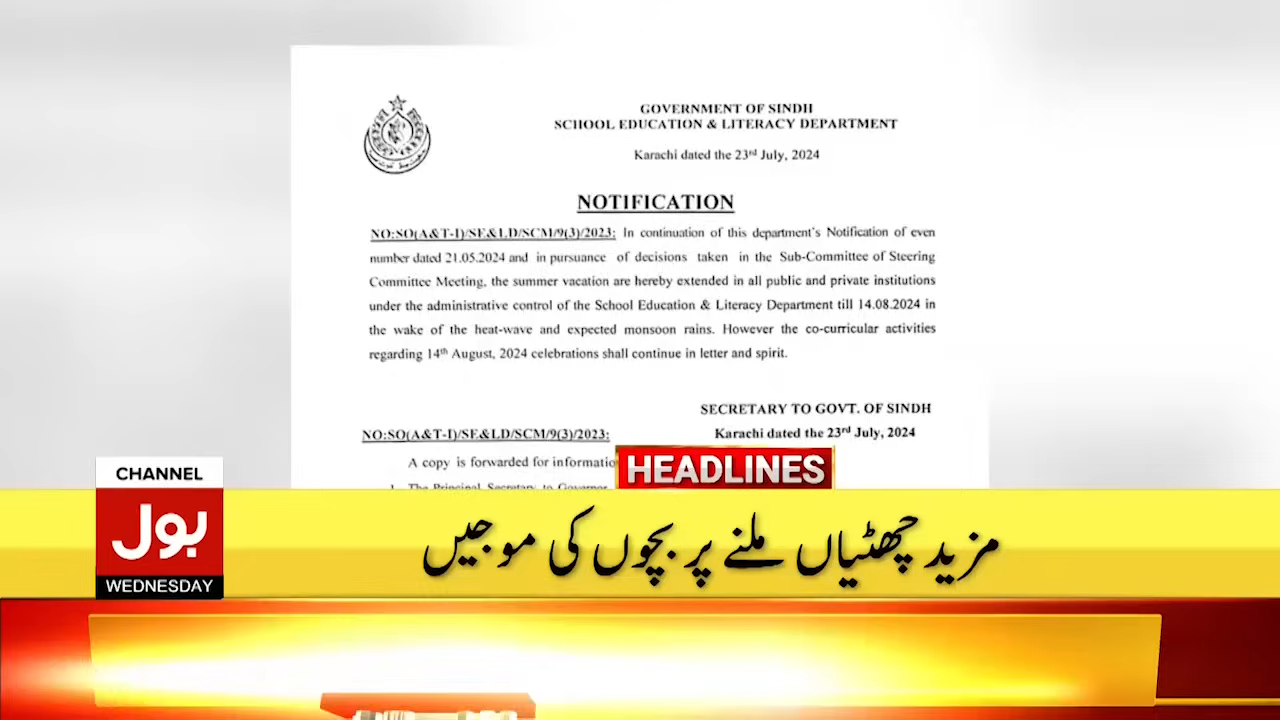 GOVERNMENT OF SINDH
SCHOOL EDUCATION & LITERACY DEPARTMENT
Karachi dated the 23rd July, 2024
NOTIFICATION
NO:SO(A&T-I)/SE&LD/SCM/9(3)/2023: In continuation of this department's Notification of even
number dated 21.05.2024 and in pursuance of decisions taken in the Sub-Committee of Steering
Committee Meeting, the summer vacation are hereby extended in all public and private institutions
under the administrative control of the School Education & Literacy Department till 14.08.2024 in
the wake of the heat-wave and expected monsoon rains. However the co-curricular activities
regarding 14th August, 2024 celebrations shall continue in letter and spirit.
SECRETARY TO GOVT. OF SINDH
NO:SO(A&T-I)/SE&LD/SCM/9(3)/2023: Karachi dated the 23rd July, 2024
A copy is forwarded for informatio
1. The Principal Secretary to Governor
HEADLINES
CHANNEL
بول
WEDNESDAY
مزید چھٹیاں ملنے پر بچوں کی موجیں